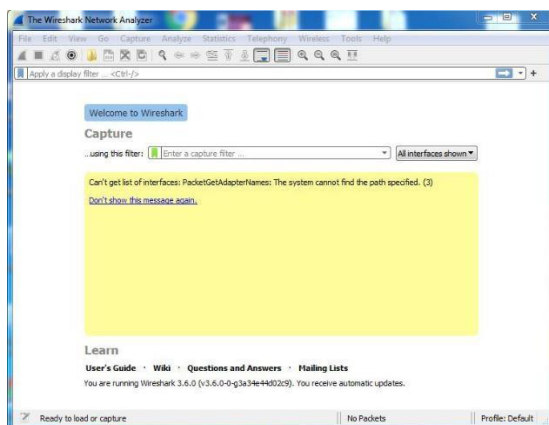 The Wireshark Network Analyzer
File Edit View Go Capture Analyze Statistics Telephony Wireless Tools Help
Apply a display filter ... <Ctrl-/>
Welcome to Wireshark
Capture
...using this filter: Enter a capture filter ... All interfaces shown
Can't get list of interfaces: PacketGetAdapterNames: The system cannot find the path specified. (3)
Don't show this message again.
Learn
User's Guide · Wiki · Questions and Answers · Mailing Lists
You are running Wireshark 3.6.0 (v3.6.0-0-g3a34e44d02c9). You receive automatic updates.
Ready to load or capture No Packets Profile: Default